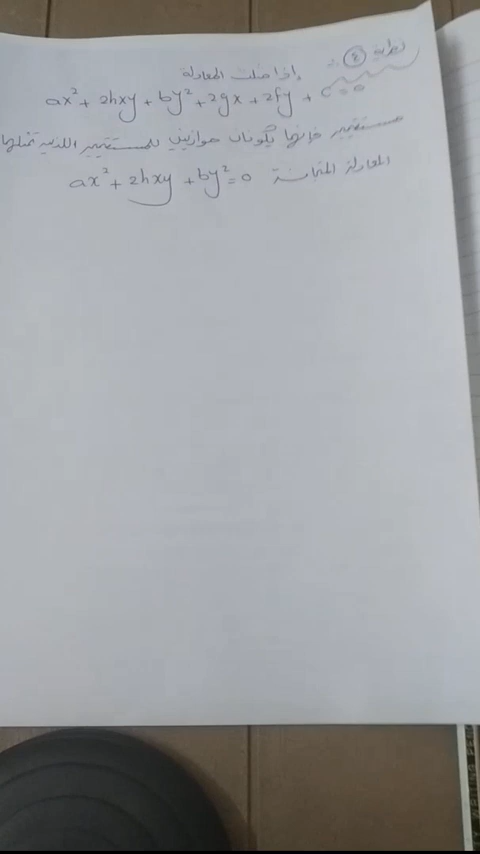 نظرية (٤) :-
إذا مثلت المعادلة
ax² + 2hxy + by² + 2gx + 2fy + c = 0
مستقيمين فإنهما يكونان موازيين للمستقيمين اللذين تمثلهما
المعادلة المتجانسة ax² + 2hxy + by² = 0